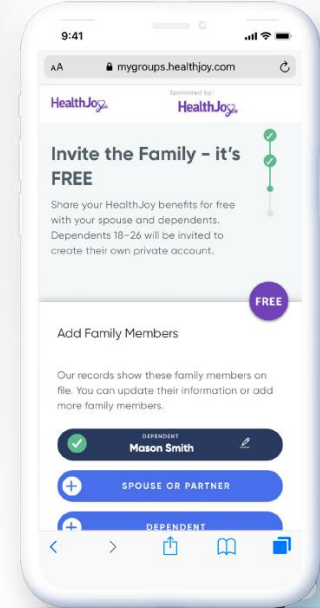 9:41
AA mygroups.healthjoy.com
HealthJoy
Sponsored by
HealthJoy
Invite the Family - it's
FREE
Share your HealthJoy benefits for free
with your spouse and dependents.
Dependents 18–26 will be invited to
create their own private account.
FREE
Add Family Members
Our records show these family members on
file. You can update their information or add
more family members.
DEPENDENT
Mason Smith
SPOUSE OR PARTNER
DEPENDENT